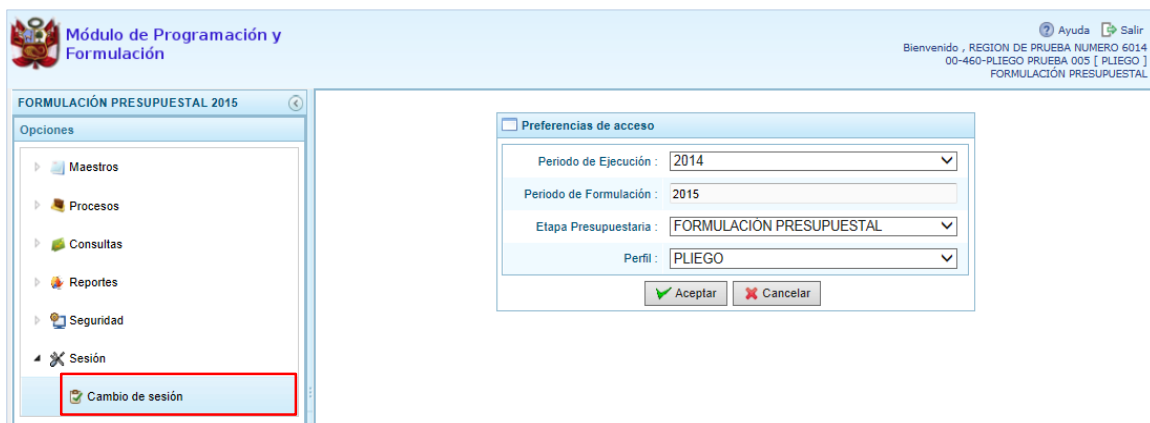 Módulo de Programación y
Formulación
Ayuda Salir
Bienvenido , REGION DE PRUEBA NUMERO 6014
00-460-PLIEGO PRUEBA 005 [ PLIEGO ]
FORMULACIÓN PRESUPUESTAL
FORMULACIÓN PRESUPUESTAL 2015
Opciones
Maestros
Procesos
Consultas
Reportes
Seguridad
Sesión
Cambio de sesión
Preferencias de acceso
Periodo de Ejecución : 2014
Periodo de Formulación : 2015
Etapa Presupuestaria : FORMULACIÓN PRESUPUESTAL
Perfil : PLIEGO
Aceptar Cancelar